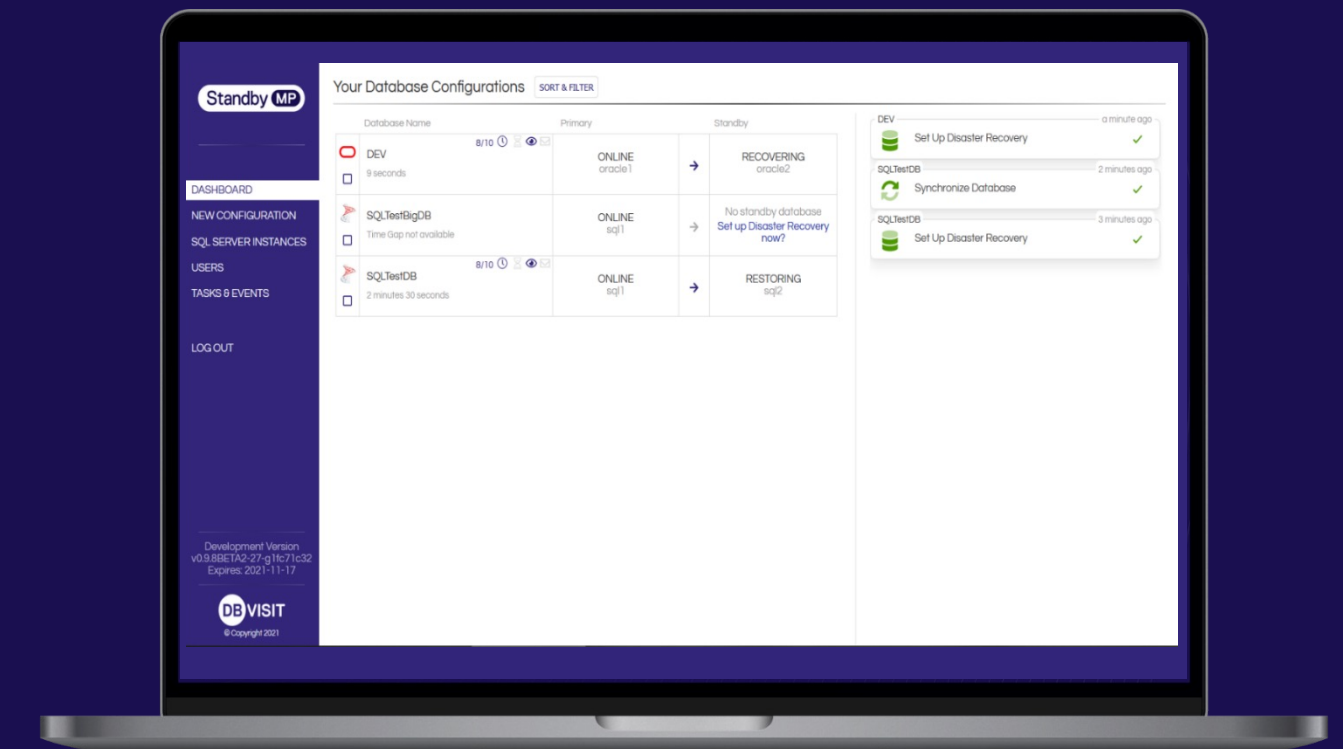 Standby MP
DASHBOARD
NEW CONFIGURATION
SQL SERVER INSTANCES
USERS
TASKS & EVENTS
LOG OUT
Development Version
v0.9.8BETA2-27-g1fc71c32
Expires: 2021-11-17
DBVISIT
© Copyright 2021
Your Database Configurations
SORT & FILTER
Database Name
Primary
Standby
8/10
DEV
9 seconds
ONLINE
oracle1
RECOVERING
oracle2
SQLTestBigDB
Time Gap not available
ONLINE
sql1
No standby database
Set up Disaster Recovery
now?
8/10
SQLTestDB
2 minutes 30 seconds
ONLINE
sql1
RESTORING
sql2
DEV
a minute ago
Set Up Disaster Recovery
SQLTestDB
2 minutes ago
Synchronize Database
SQLTestDB
3 minutes ago
Set Up Disaster Recovery